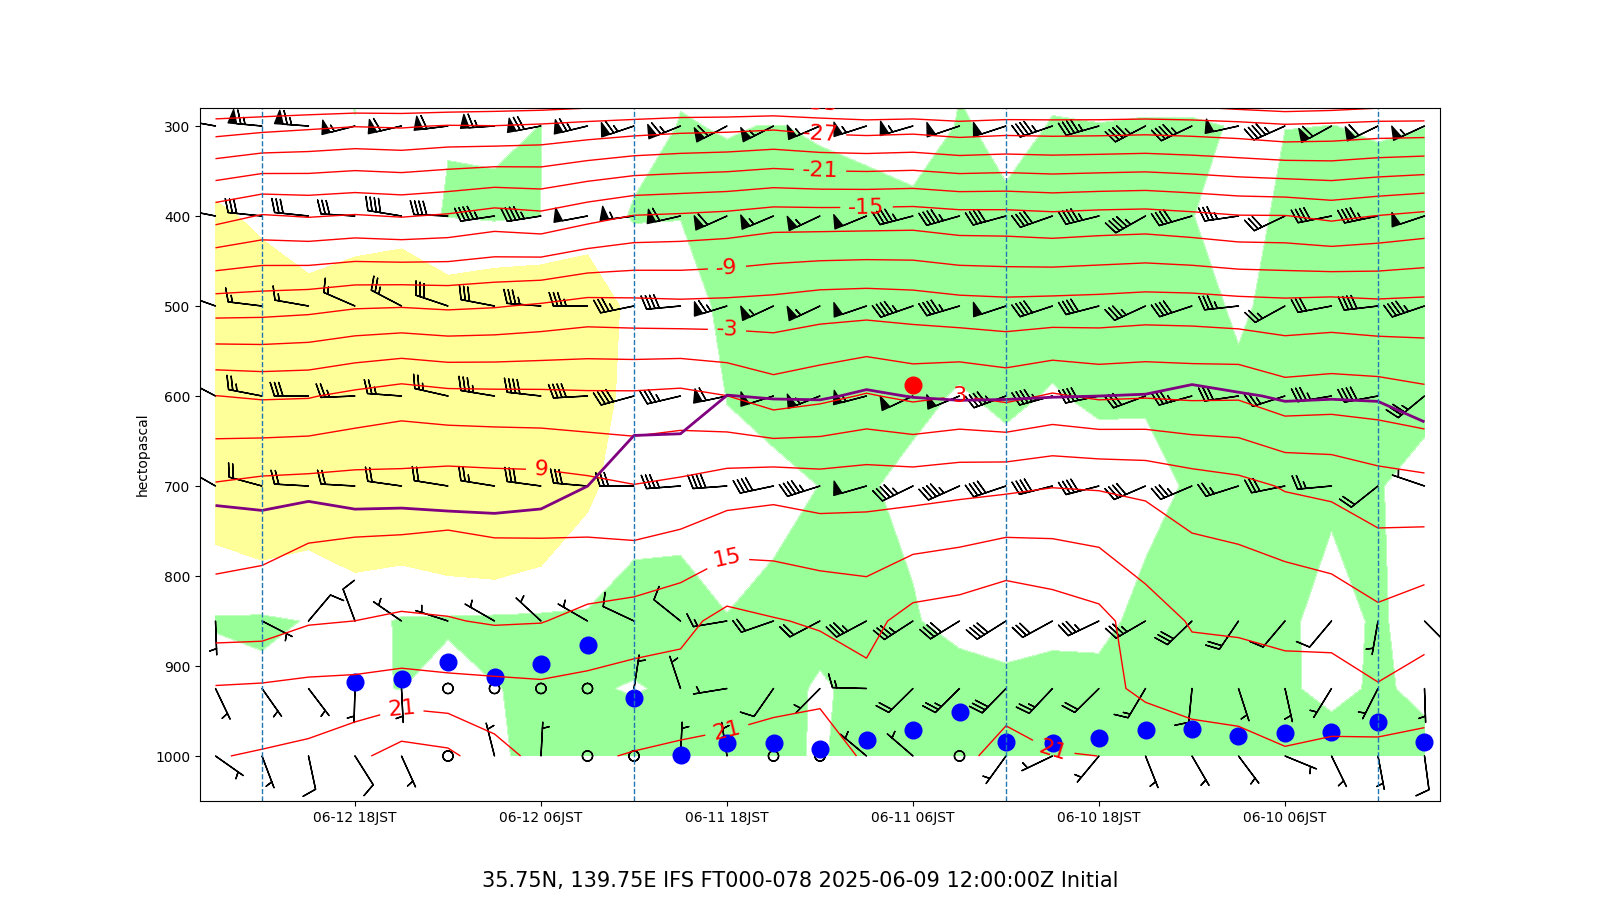 -27
300
-21
-15
400
-9
500
-3
3
600
hectopascal
9
700
15
800
900
21
21
21
1000
06-12 18JST
06-12 06JST
06-11 18JST
06-11 06JST
06-10 18JST
06-10 06JST
35.75N, 139.75E IFS FT000-078 2025-06-09 12:00:00Z Initial